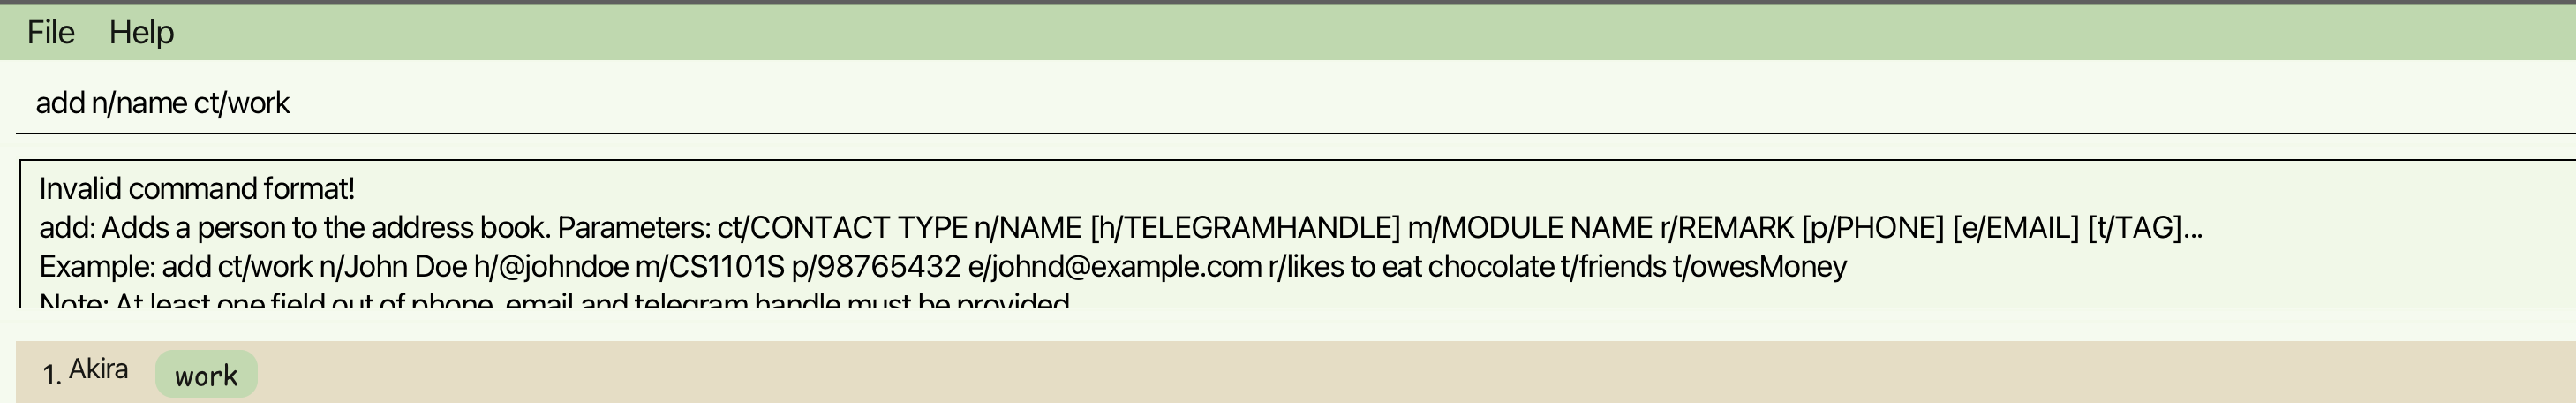 File Help
add n/name ct/work
Invalid command format!
add: Adds a person to the address book. Parameters: ct/CONTACT TYPE n/NAME [h/TELEGRAMHANDLE] m/MODULE NAME r/REMARK [p/PHONE] [e/EMAIL] [t/TAG]...
Example: add ct/work n/John Doe h/@johndoe m/CS1101S p/98765432 e/johnd@example.com r/likes to eat chocolate t/friends t/owesMoney
Note: At least one field out of phone, email and telegram handle must be provided
1. Akira work